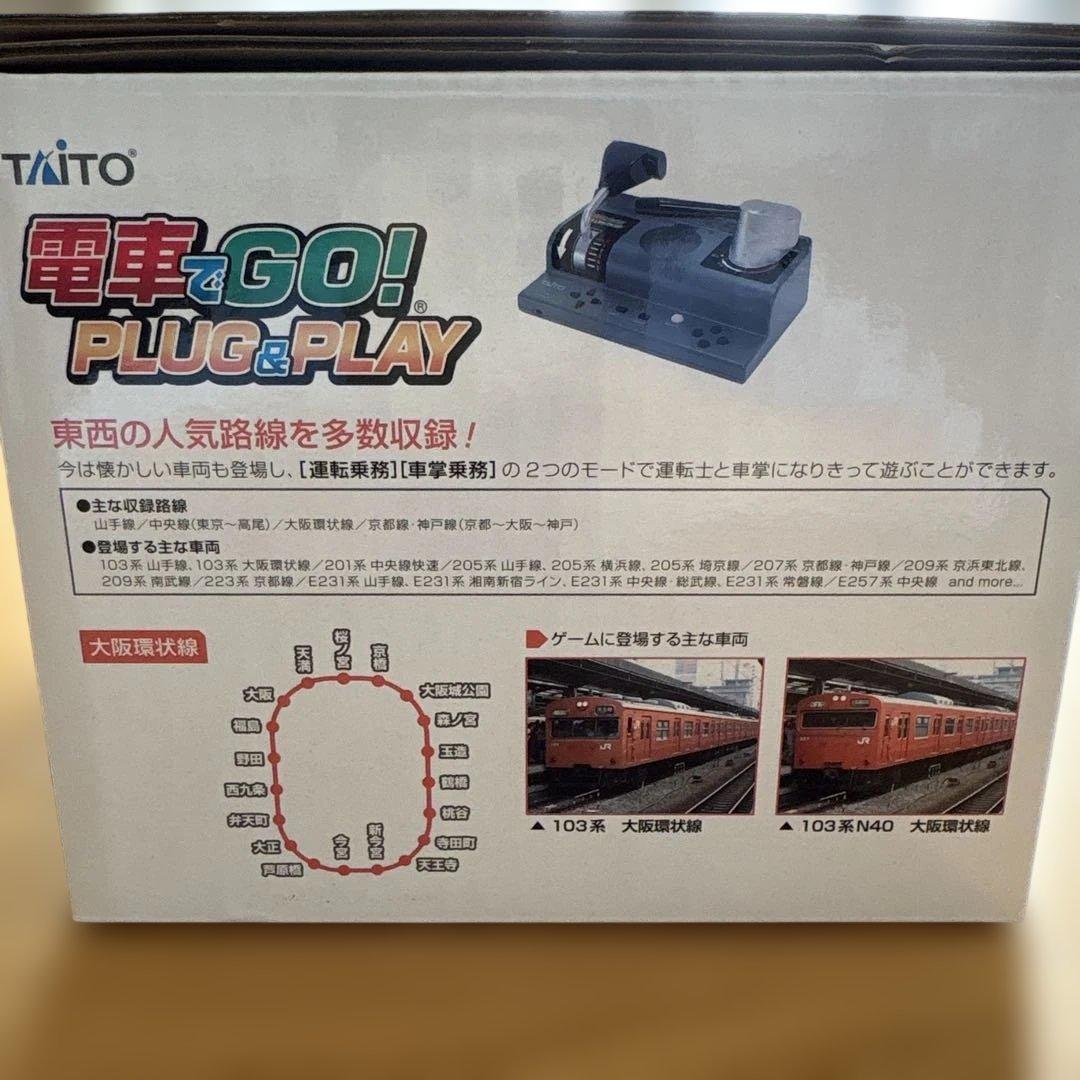 TAITO®
電車でGO!®
PLUG&PLAY
東西の人気路線を多数収録！
今は懐かしい車両も登場し、[運転乗務][車掌乗務]の2つのモードで運転士と車掌になりきって遊ぶことができます。
●主な収録路線
山手線／中央線(東京〜高尾)／大阪環状線／京都線・神戸線(京都〜大阪〜神戸)
●登場する主な車両
103系 山手線、103系 大阪環状線／201系 中央線快速／205系 山手線、205系 横浜線、205系 埼京線／207系 京都線・神戸線／209系 京浜東北線、
209系 南武線／223系 京都線／E231系 山手線、E231系 湘南新宿ライン、E231系 中央線・総武線、E231系 常磐線／E257系 中央線 and more...
大阪環状線
天満
桜ノ宮
京橋
大阪
大阪城公園
福島
森ノ宮
野田
玉造
西九条
鶴橋
弁天町
桃谷
大正
寺田町
芦原橋
今宮
新今宮
天王寺
ゲームに登場する主な車両
JR
JR
▲103系 大阪環状線
▲103系N40 大阪環状線